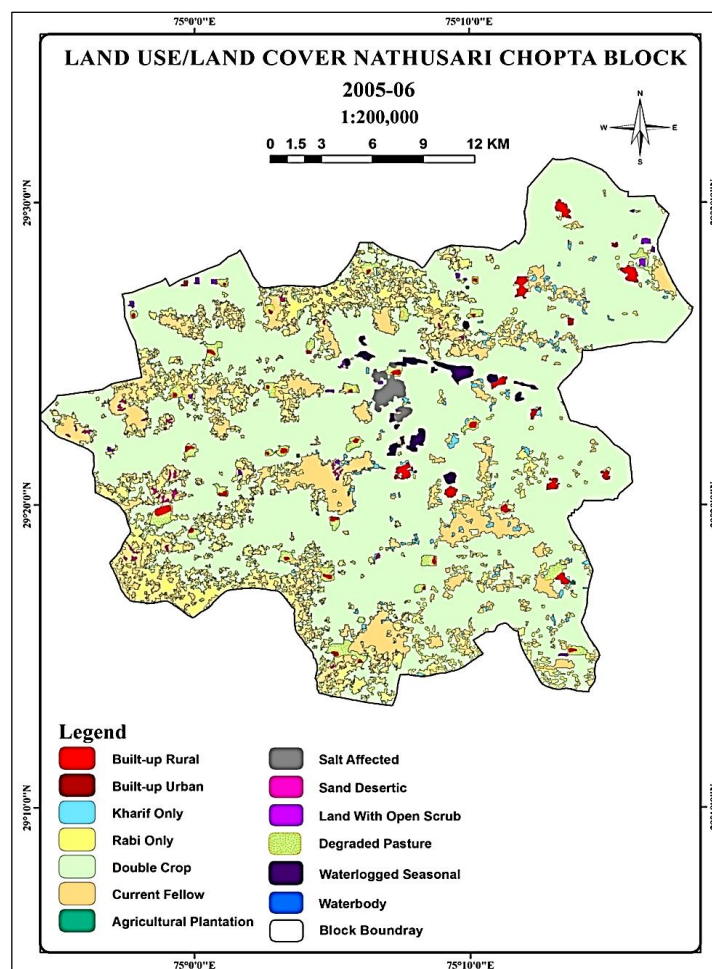 75°0'0"E 75°10'0"E
LAND USE/LAND COVER NATHUSARI CHOPTA BLOCK
2005-06
1:200,000
0 1.5 3 6 9 12 KM
N
W E
S
29°30'0"N
29°20'0"N
29°10'0"N
Legend
Built-up Rural
Built-up Urban
Kharif Only
Rabi Only
Double Crop
Current Fellow
Agricultural Plantation
Salt Affected
Sand Desertic
Land With Open Scrub
Degraded Pasture
Waterlogged Seasonal
Waterbody
Block Boundray
75°0'0"E 75°10'0"E